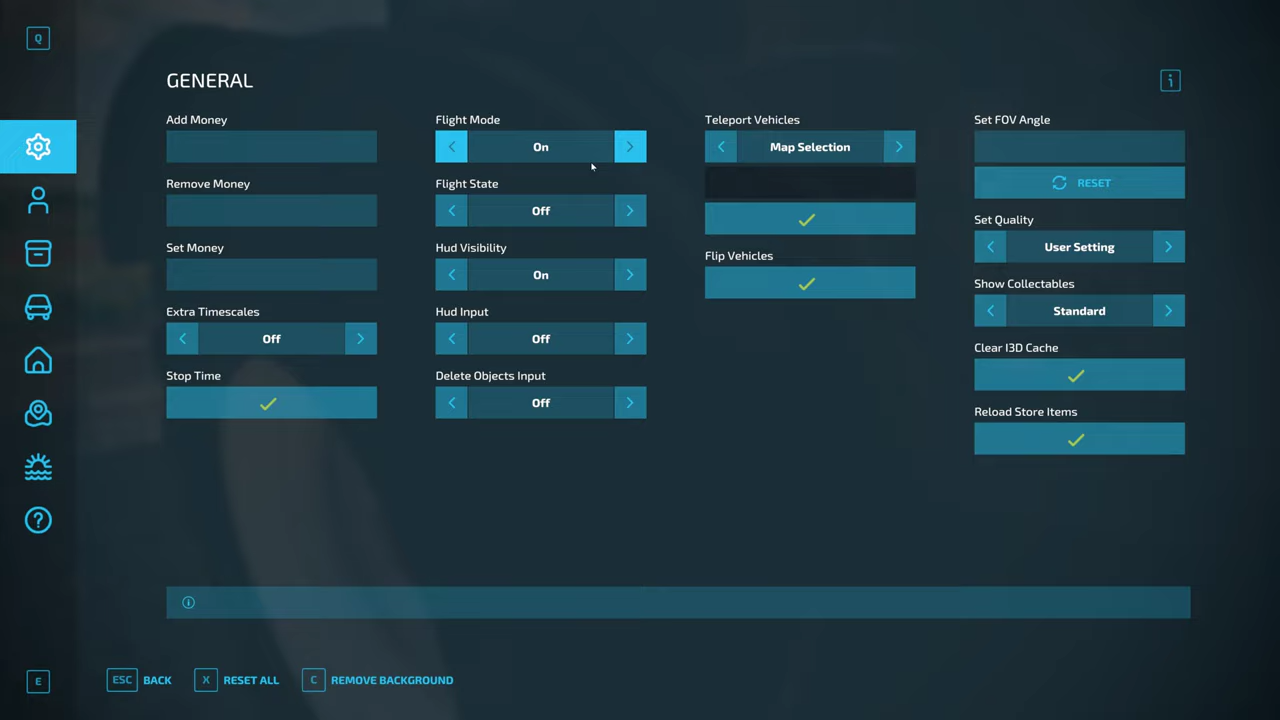 Q
GENERAL
i
Add Money
Remove Money
Set Money
Extra Timescales
Off
Stop Time
Flight Mode
On
Flight State
Off
Hud Visibility
On
Hud Input
Off
Delete Objects Input
Off
Teleport Vehicles
Map Selection
Flip Vehicles
Set FOV Angle
RESET
Set Quality
User Setting
Show Collectables
Standard
Clear I3D Cache
Reload Store Items
E
ESC BACK X RESET ALL C REMOVE BACKGROUND